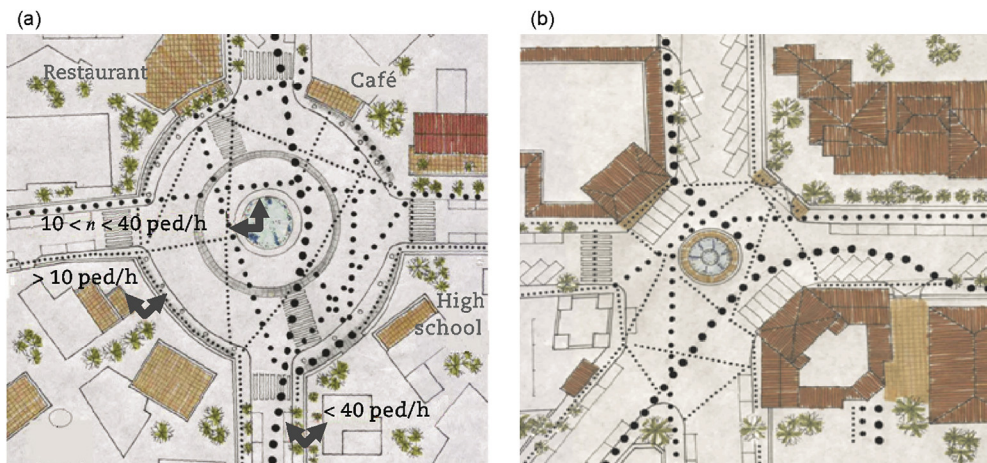 (a)
(b)
Restaurant
Café
10 < n < 40 ped/h
> 10 ped/h
High
school
< 40 ped/h